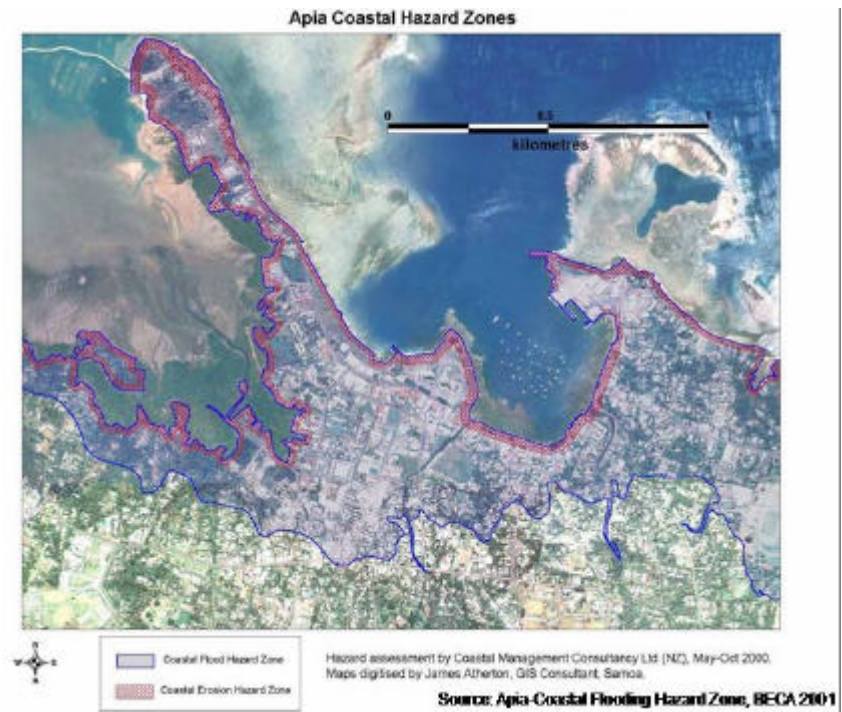 Apia Coastal Hazard Zones
0 0.5 1
kilometres
N
W E
S
Coastal Flood Hazard Zone
Coastal Erosion Hazard Zone
Hazard assessment by Coastal Management Consultancy Ltd (NZ), May-Oct 2000.
Maps digitised by James Atherton, GIS Consultant, Samoa.
Source: Apia-Coastal Flooding Hazard Zone, BECA 2001